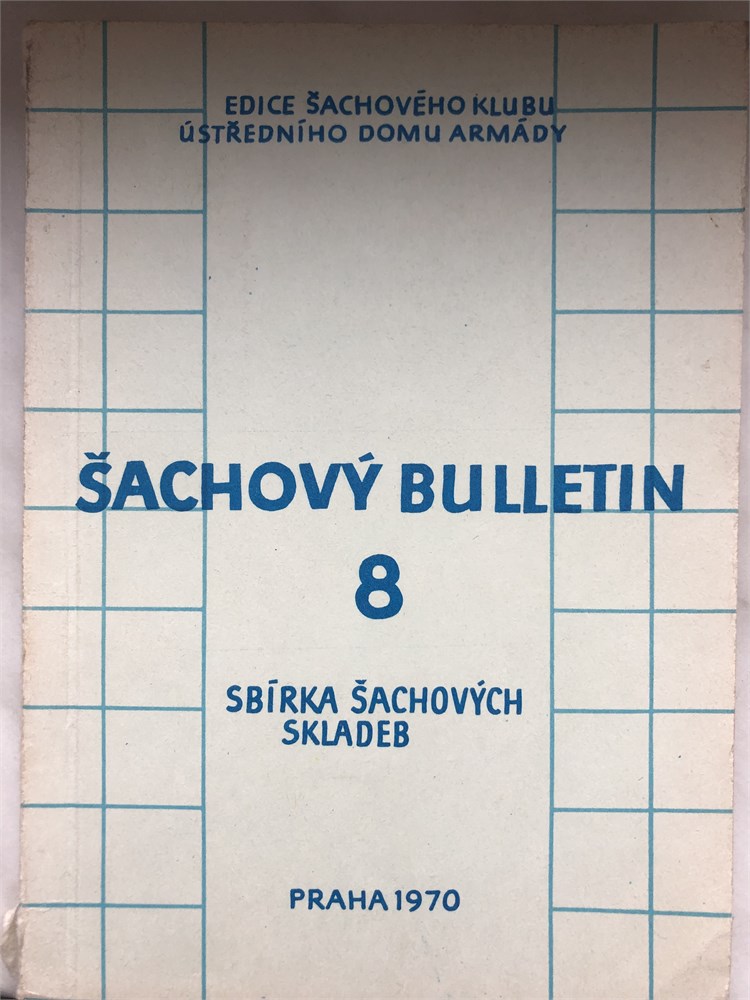 EDICE ŠACHOVÉHO KLUBU
ÚSTŘEDNÍHO DOMU ARMÁDY
ŠACHOVÝ BULLETIN
8
SBÍRKA ŠACHOVÝCH
SKLADEB
PRAHA 1970